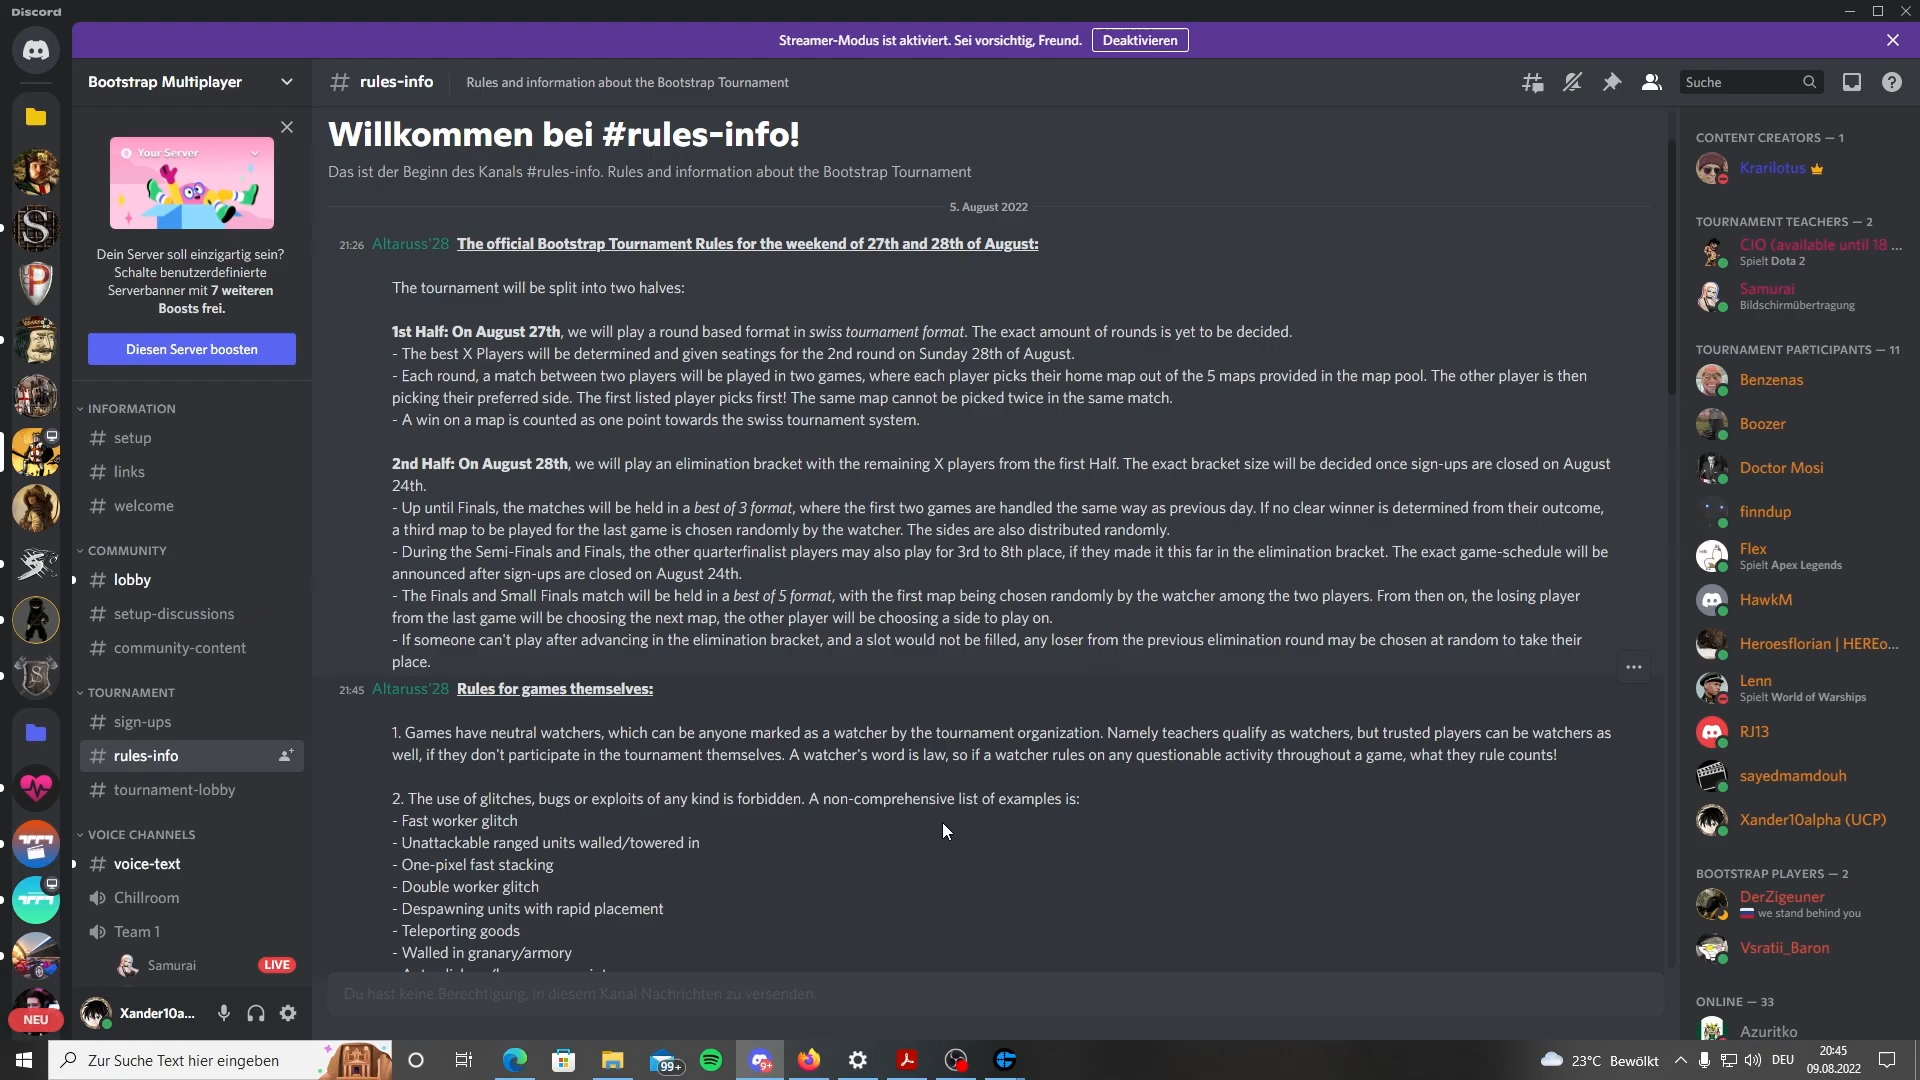 Discord
Streamer-Modus ist aktiviert. Sei vorsichtig, Freund.
Deaktivieren
Bootstrap Multiplayer
rules-info
Rules and information about the Bootstrap Tournament
Suche
Your Server
Dein Server soll einzigartig sein?
Schalte benutzerdefinierte
Serverbanner mit 7 weiteren
Boosts frei.
Diesen Server boosten
INFORMATION
setup
links
welcome
COMMUNITY
lobby
setup-discussions
community-content
TOURNAMENT
sign-ups
rules-info
tournament-lobby
VOICE CHANNELS
voice-text
Chillroom
Team 1
Samurai
LIVE
NEU
Xander10a...
Willkommen bei #rules-info!
Das ist der Beginn des Kanals #rules-info. Rules and information about the Bootstrap Tournament
5. August 2022
21:26 Altaruss'28 The official Bootstrap Tournament Rules for the weekend of 27th and 28th of August:
The tournament will be split into two halves:
1st Half: On August 27th, we will play a round based format in swiss tournament format. The exact amount of rounds is yet to be decided.
- The best X Players will be determined and given seatings for the 2nd round on Sunday 28th of August.
- Each round, a match between two players will be played in two games, where each player picks their home map out of the 5 maps provided in the map pool. The other player is then
picking their preferred side. The first listed player picks first! The same map cannot be picked twice in the same match.
- A win on a map is counted as one point towards the swiss tournament system.
2nd Half: On August 28th, we will play an elimination bracket with the remaining X players from the first Half. The exact bracket size will be decided once sign-ups are closed on August
24th.
- Up until Finals, the matches will be held in a best of 3 format, where the first two games are handled the same way as previous day. If no clear winner is determined from their outcome,
a third map to be played for the last game is chosen randomly by the watcher. The sides are also distributed randomly.
- During the Semi-Finals and Finals, the other quarterfinalist players may also play for 3rd to 8th place, if they made it this far in the elimination bracket. The exact game-schedule will be
announced after sign-ups are closed on August 24th.
- The Finals and Small Finals match will be held in a best of 5 format, with the first map being chosen randomly by the watcher among the two players. From then on, the losing player
from the last game will be choosing the next map, the other player will be choosing a side to play on.
- If someone can't play after advancing in the elimination bracket, and a slot would not be filled, any loser from the previous elimination round may be chosen at random to take their
place.
21:45 Altaruss'28 Rules for games themselves:
1. Games have neutral watchers, which can be anyone marked as a watcher by the tournament organization. Namely teachers qualify as watchers, but trusted players can be watchers as
well, if they don't participate in the tournament themselves. A watcher's word is law, so if a watcher rules on any questionable activity throughout a game, what they rule counts!
2. The use of glitches, bugs or exploits of any kind is forbidden. A non-comprehensive list of examples is:
- Fast worker glitch
- Unattackable ranged units walled/towered in
- One-pixel fast stacking
- Double worker glitch
- Despawning units with rapid placement
- Teleporting goods
- Walled in granary/armory
Du hast keine Berechtigung, in diesem Kanal Nachrichten zu versenden.
CONTENT CREATORS — 1
Krarilotus
TOURNAMENT TEACHERS — 2
CIO (available until 18 ...
Spielt Dota 2
Samurai
Bildschirmübertragung
TOURNAMENT PARTICIPANTS — 11
Benzenas
Boozer
Doctor Mosi
finndup
Flex
Spielt Apex Legends
HawkM
Heroesflorian | HEREo...
Lenn
Spielt World of Warships
RJ13
sayedmamdouh
Xander10alpha (UCP)
BOOTSTRAP PLAYERS — 2
DerZigeuner
we stand behind you
Vsratii_Baron
ONLINE — 33
Azuritko
Zur Suche Text hier eingeben
99+
9+
23°C Bewölkt
DEU
20:45
09.08.2022